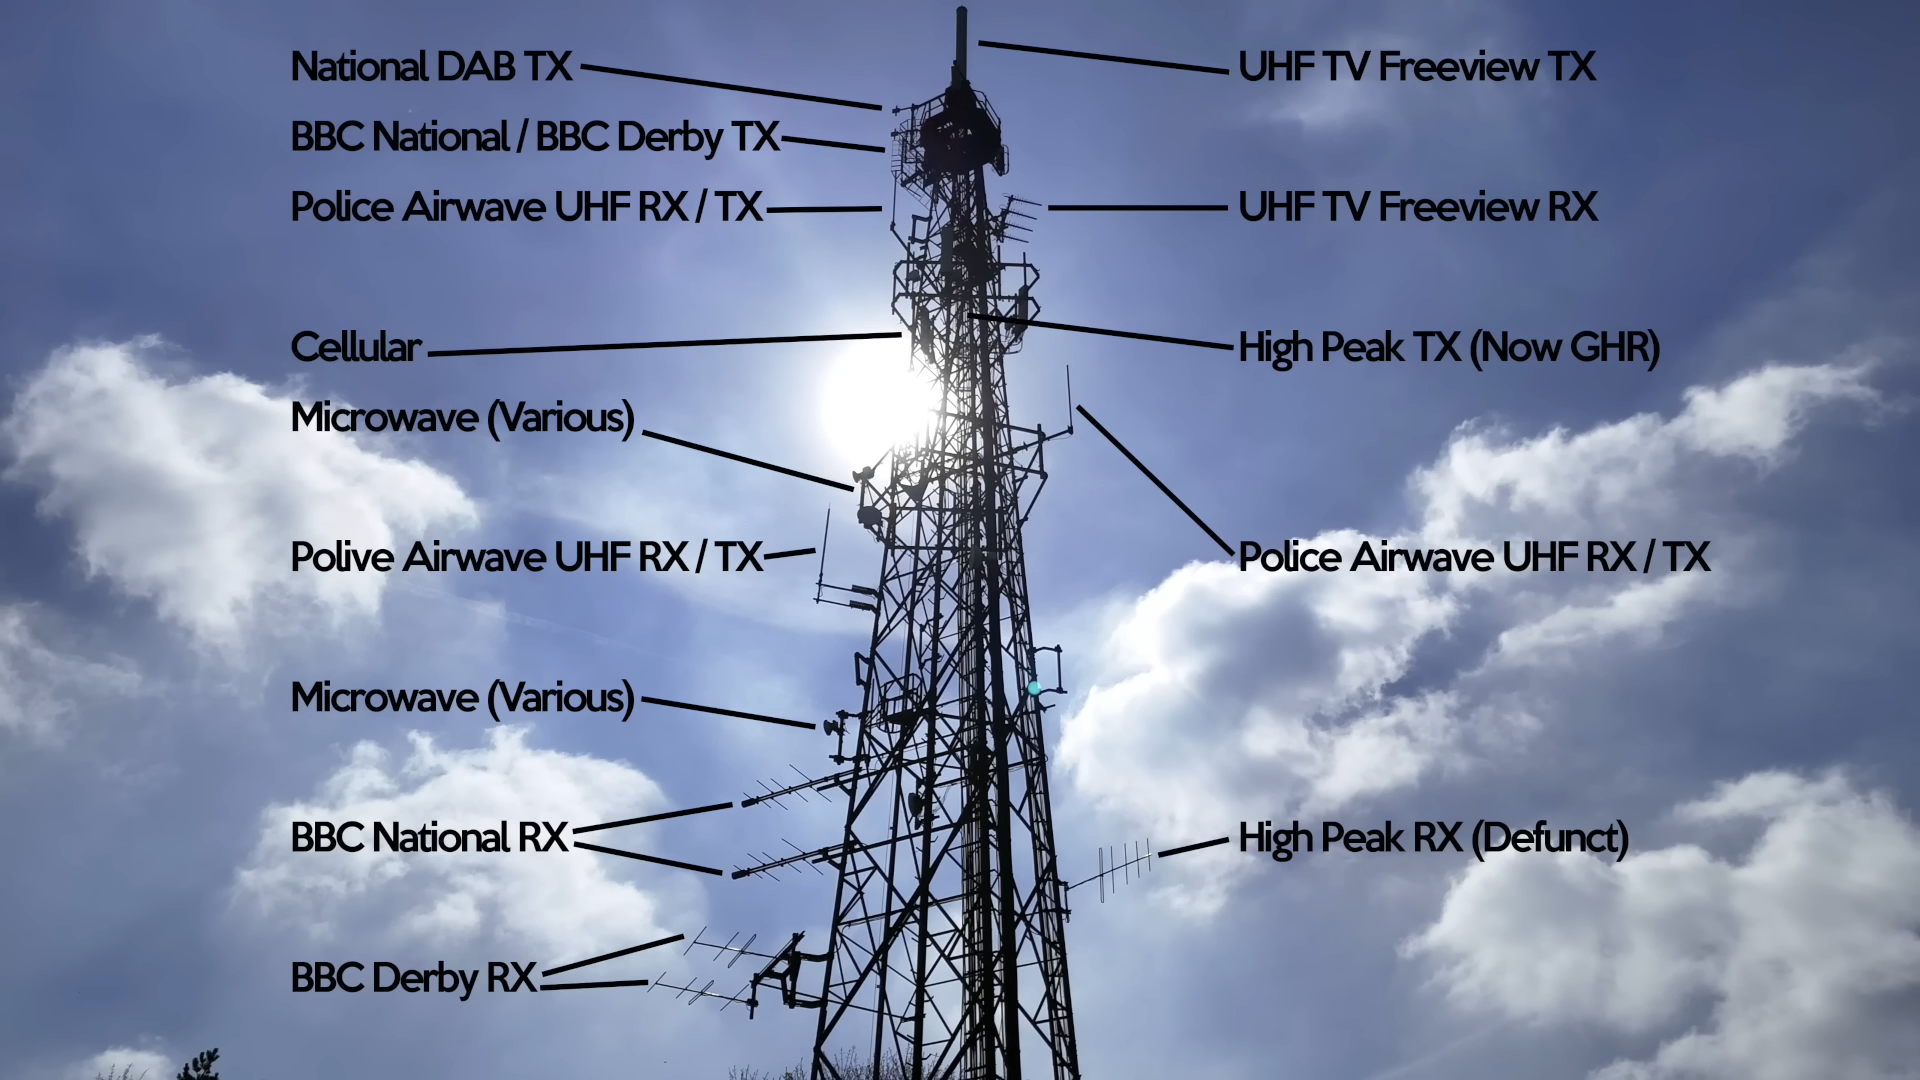 National DAB TX
BBC National / BBC Derby TX
Police Airwave UHF RX / TX
Cellular
Microwave (Various)
Polive Airwave UHF RX / TX
Microwave (Various)
BBC National RX
BBC Derby RX
UHF TV Freeview TX
UHF TV Freeview RX
High Peak TX (Now GHR)
Police Airwave UHF RX / TX
High Peak RX (Defunct)